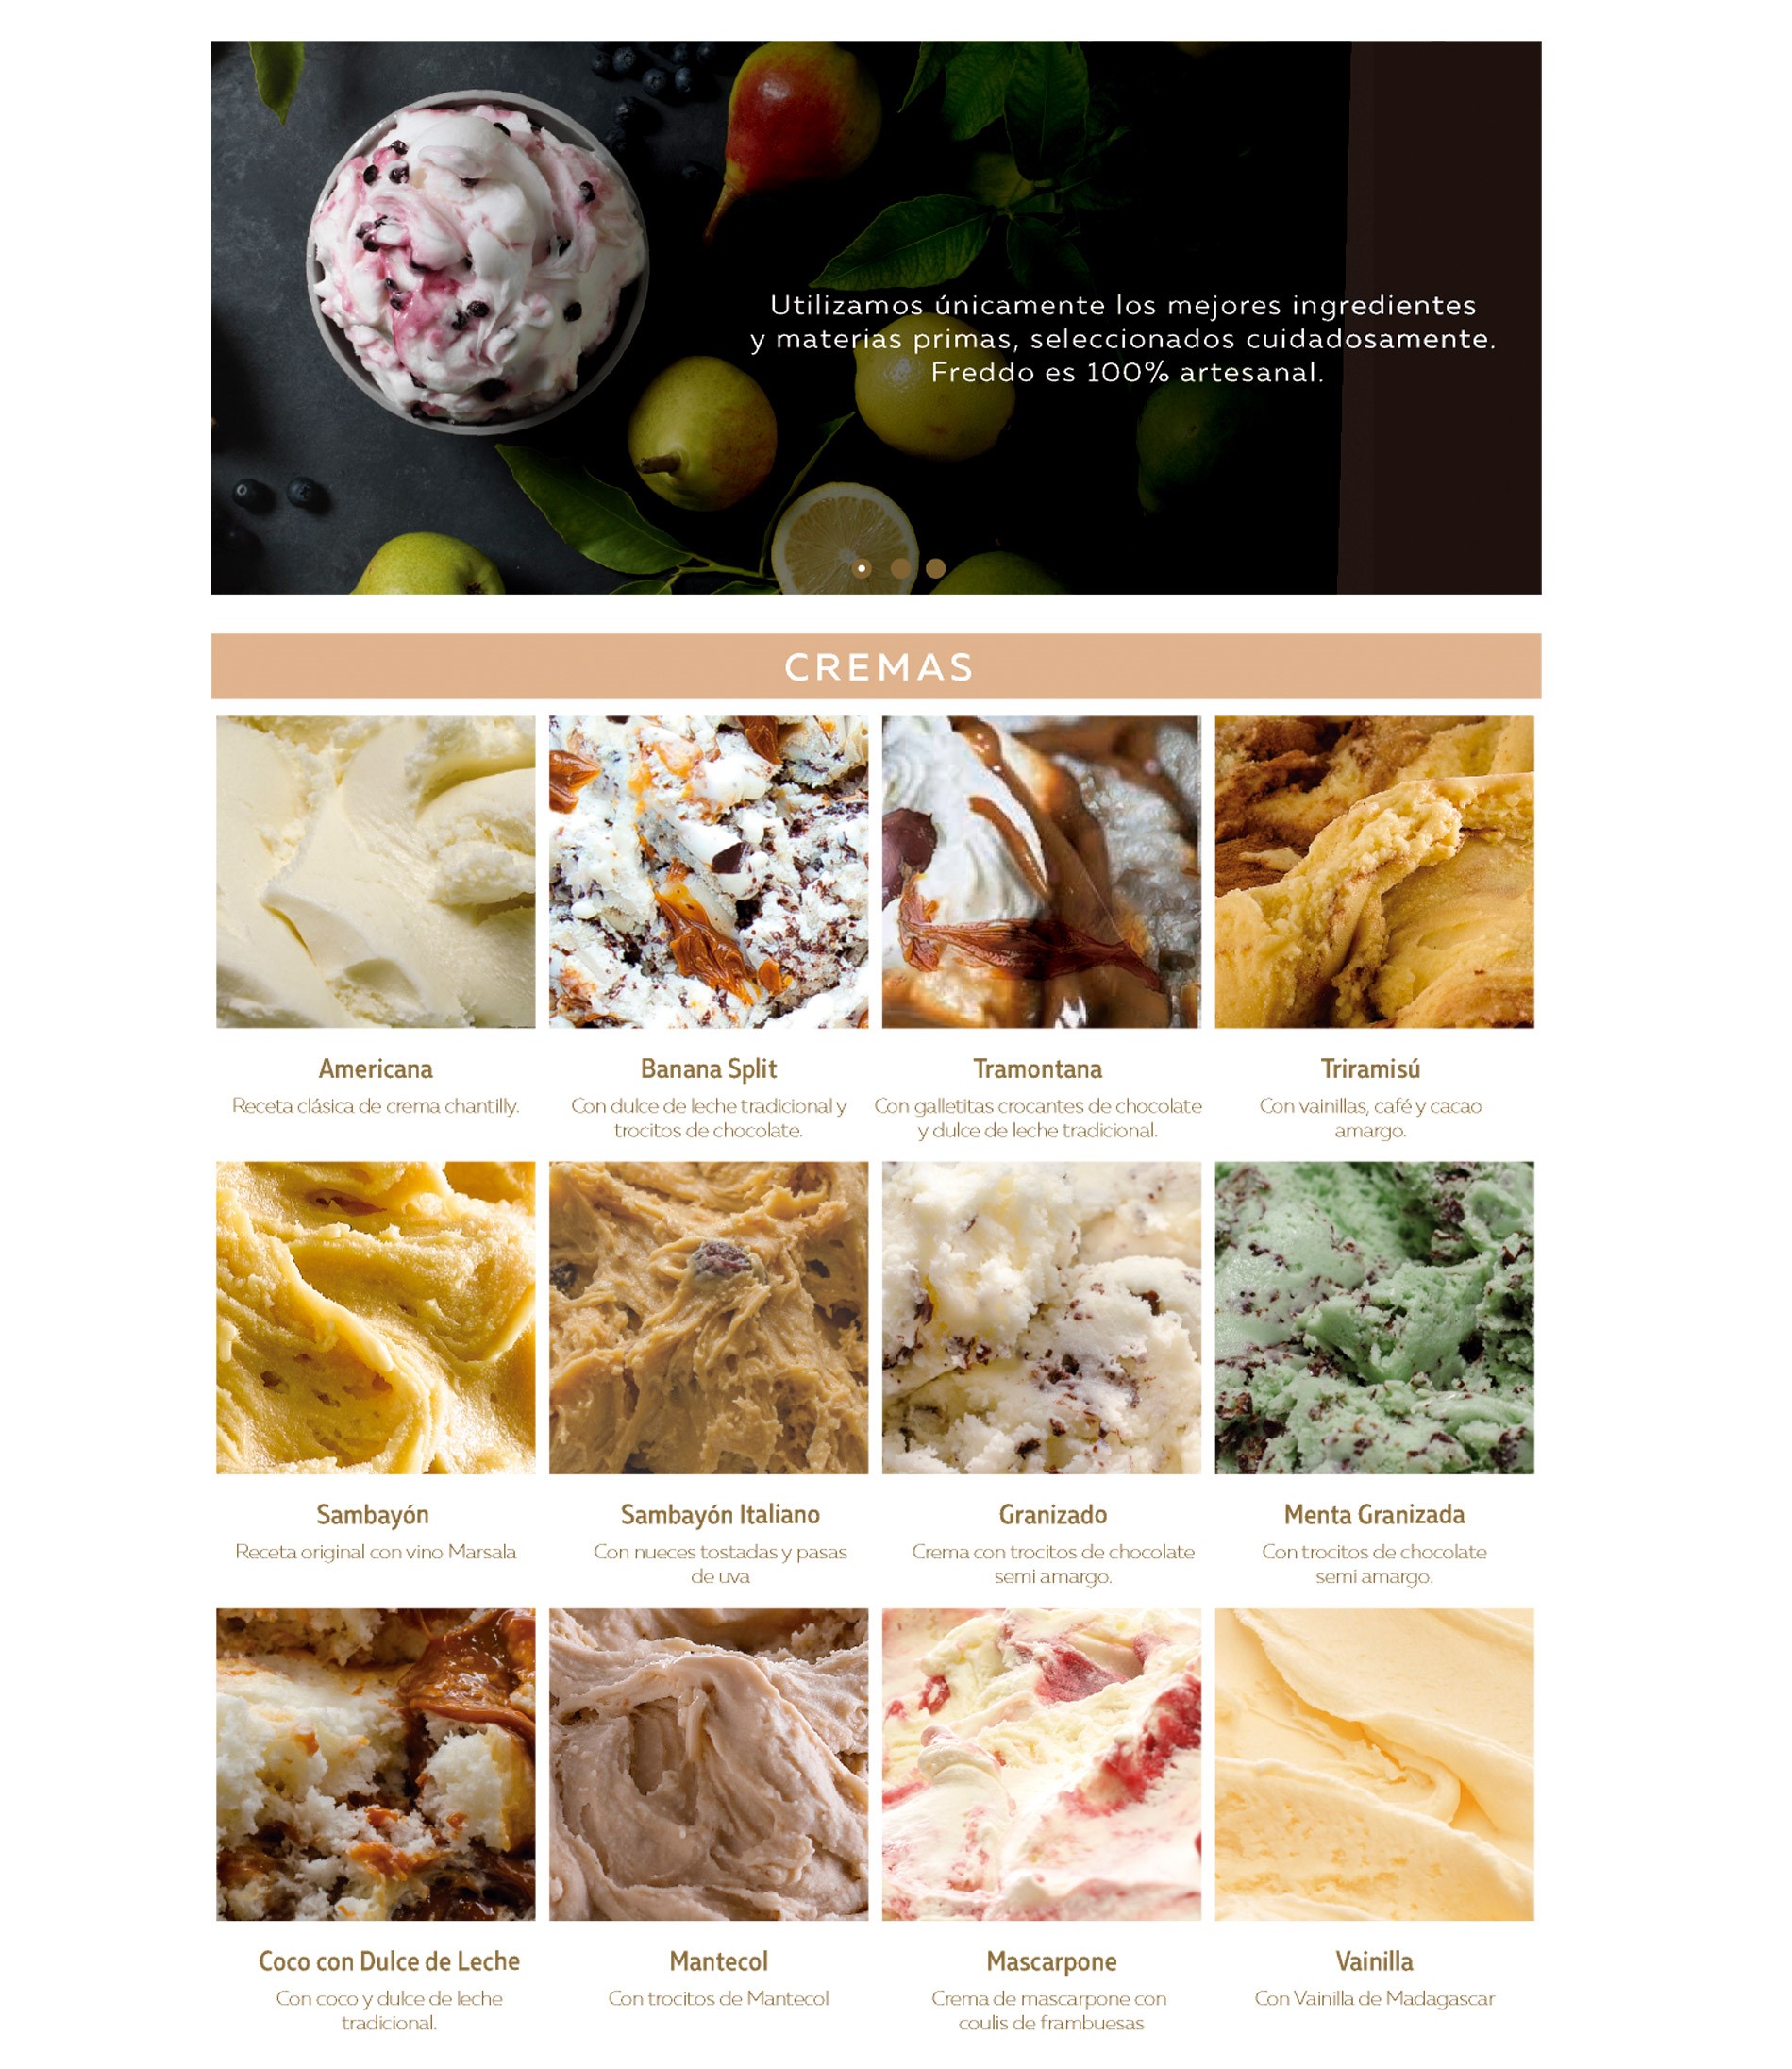 Utilizamos únicamente los mejores ingredientes
y materias primas, seleccionados cuidadosamente.
Freddo es 100% artesanal.
CREMAS
Americana
Receta clásica de crema chantilly.
Banana Split
Con dulce de leche tradicional y
trocitos de chocolate.
Tramontana
Con galletitas crocantes de chocolate
y dulce de leche tradicional.
Triramisú
Con vainillas, café y cacao
amargo.
Sambayón
Receta original con vino Marsala
Sambayón Italiano
Con nueces tostadas y pasas
de uva
Granizado
Crema con trocitos de chocolate
semi amargo.
Menta Granizada
Con trocitos de chocolate
semi amargo.
Coco con Dulce de Leche
Con coco y dulce de leche
tradicional.
Mantecol
Con trocitos de Mantecol
Mascarpone
Crema de mascarpone con
coulis de frambuesas
Vainilla
Con Vainilla de Madagascar